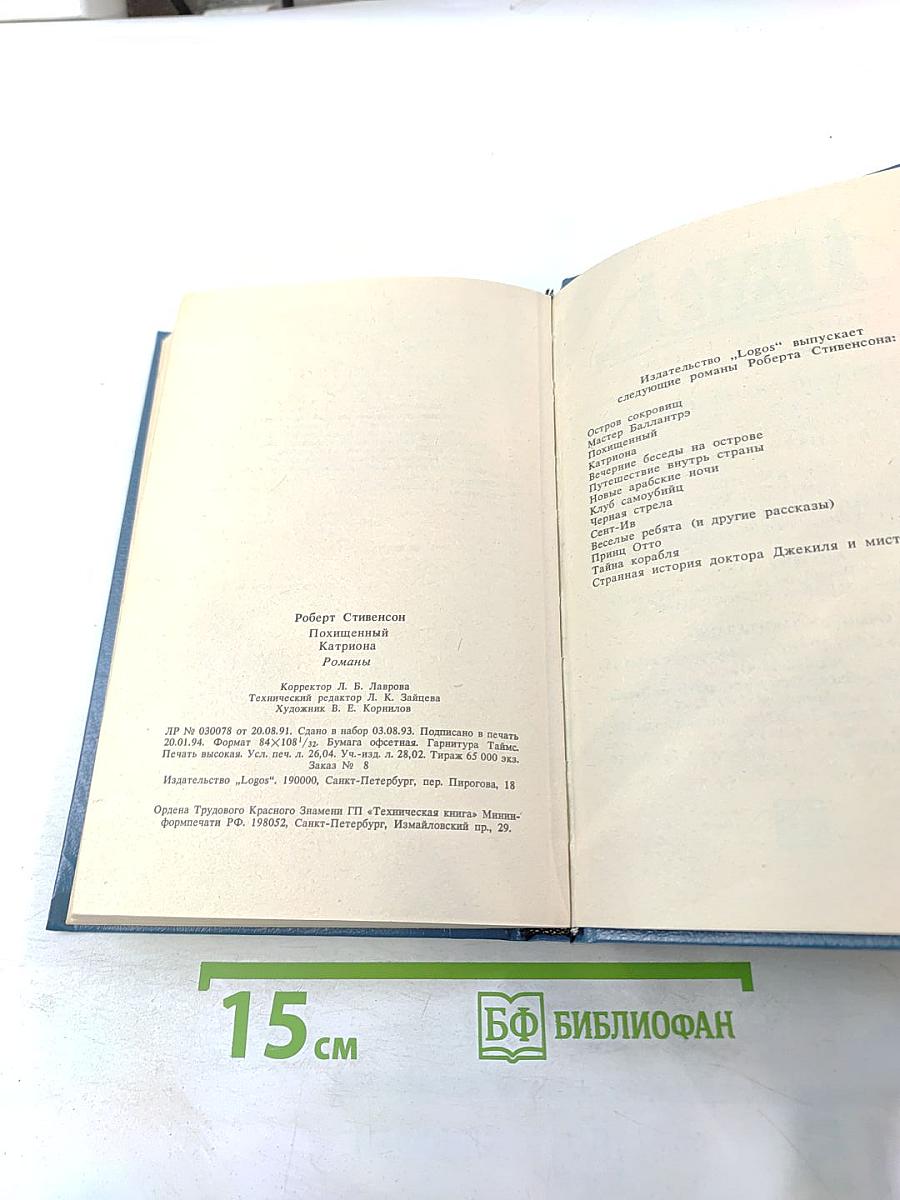 Роберт Стивенсон
Похищенный
Катриона
Романы
Корректор Л. Б. Лаврова
Технический редактор Л. К. Зайцева
Художник В. Е. Корнилов
ЛР № 030078 от 20.08.91. Сдано в набор 03.08.93. Подписано в печать
20.01.94. Формат 84×108¹/₃₂. Бумага офсетная. Гарнитура Таймс.
Печать высокая. Усл. печ. л. 26,04. Уч.-изд. л. 28,02. Тираж 65 000 экз.
Заказ № 8
Издательство „Logos“. 190000, Санкт-Петербург, пер. Пирогова, 18
Ордена Трудового Красного Знамени ГП «Техническая книга» Минин-
формпечати РФ. 198052, Санкт-Петербург, Измайловский пр., 29.
Издательство „Logos“ выпускает
следующие романы Роберта Стивенсона:
Остров сокровищ
Мастер Баллантрэ
Похищенный
Катриона
Вечерние беседы на острове
Путешествие внутрь страны
Новые арабские ночи
Клуб самоубийц
Черная стрела
Сент-Ив
Веселые ребята (и другие рассказы)
Принц Отто
Тайна корабля
Странная история доктора Джекиля и мист
15 см
БФ БИБЛИОФАН